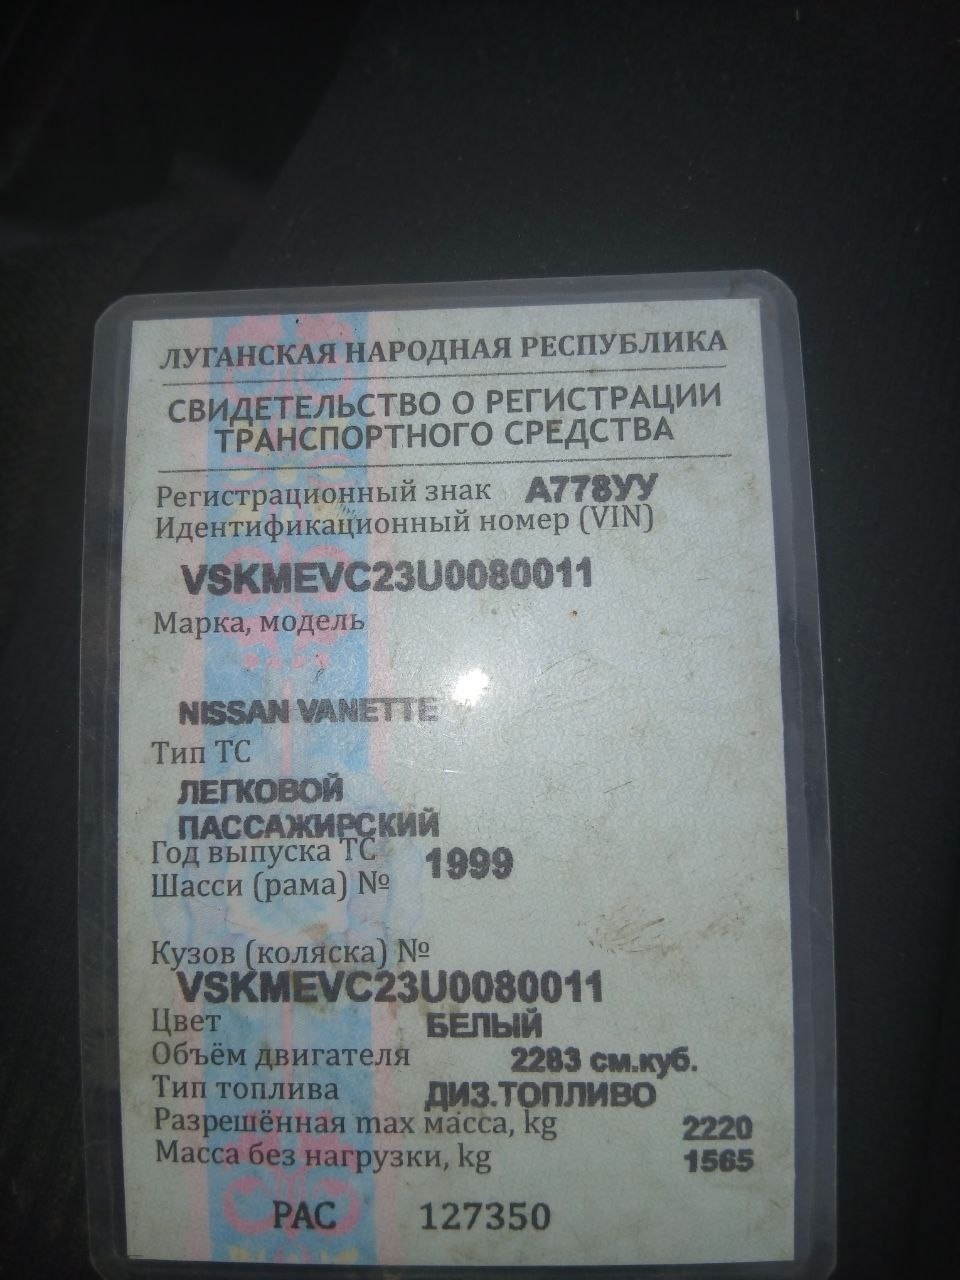 ЛУГАНСКАЯ НАРОДНАЯ РЕСПУБЛИКА
СВИДЕТЕЛЬСТВО О РЕГИСТРАЦИИ
ТРАНСПОРТНОГО СРЕДСТВА
Регистрационный знак А778УУ
Идентификационный номер (VIN)
VSKMEVC23U0080011
Марка, модель
NISSAN VANETTE
Тип ТС
ЛЕГКОВОЙ
ПАССАЖИРСКИЙ
Год выпуска ТС 1999
Шасси (рама) №
Кузов (коляска) №
VSKMEVC23U0080011
Цвет БЕЛЫЙ
Объём двигателя 2283 см.куб.
Тип топлива ДИЗ.ТОПЛИВО
Разрешённая max масса, kg 2220
Масса без нагрузки, kg 1565
РАС 127350